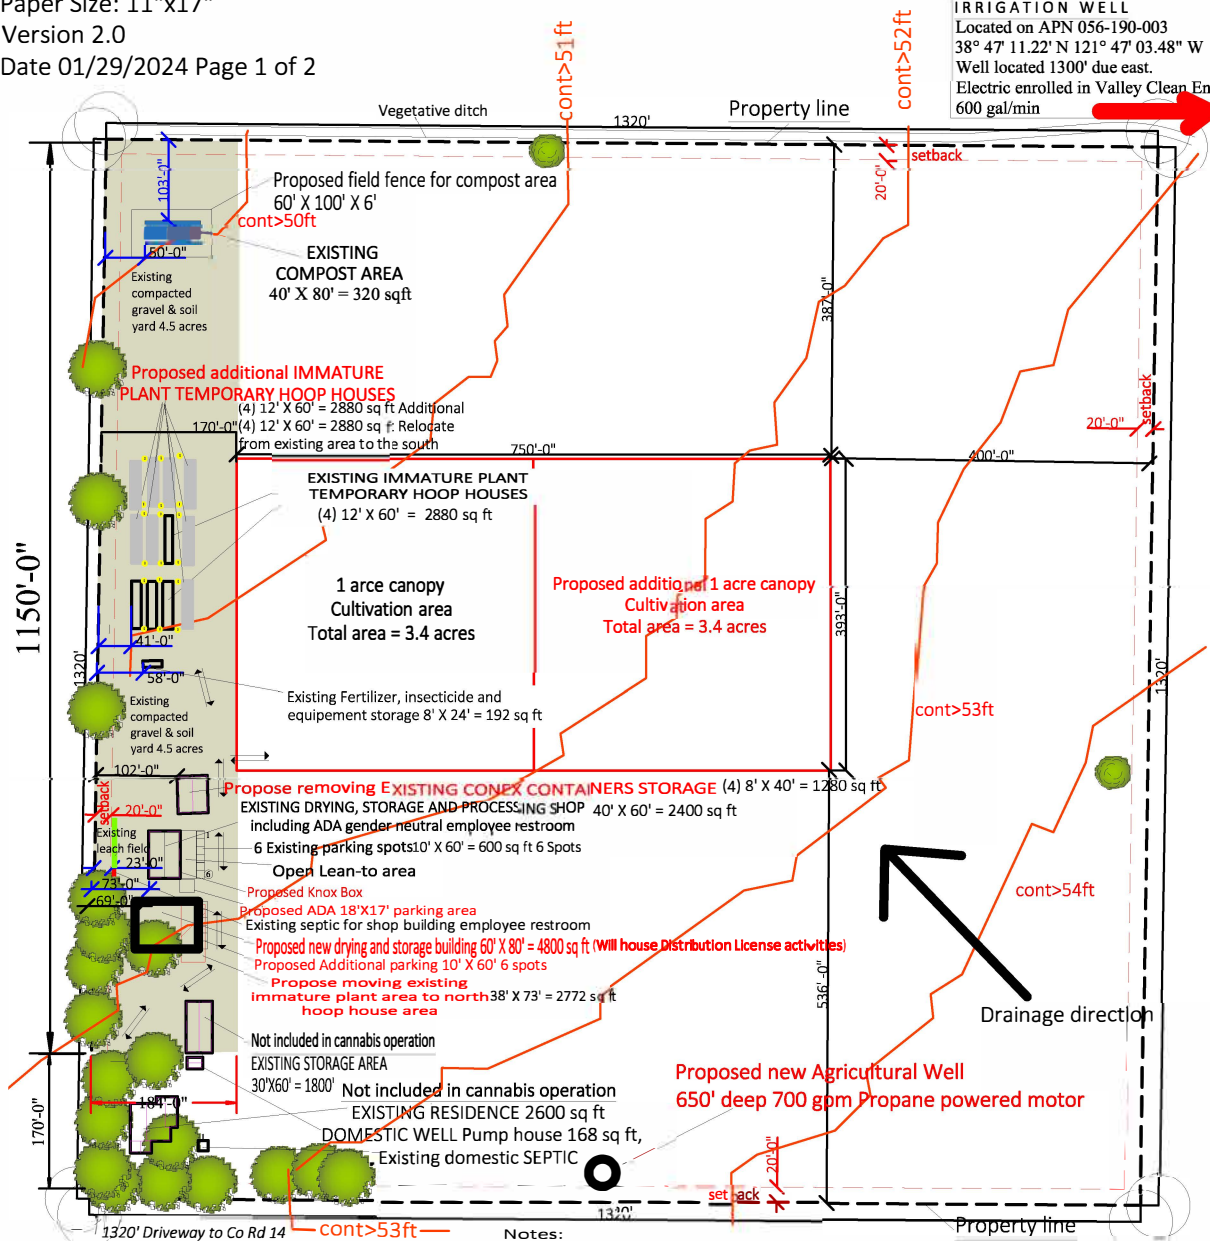 Paper Size: 11"x17"
Version 2.0
Date 01/29/2024 Page 1 of 2
IRRIGATION WELL
Located on APN 056-190-003
38° 47' 11.22' N 121° 47' 03.48" W
Well located 1300' due east.
Electric enrolled in Valley Clean En
600 gal/min
cont>51ft
cont>52ft
Vegetative ditch
1320'
Property line
setback
20'-0"
103'-0"
Proposed field fence for compost area
60' X 100' X 6'
cont>50ft
50'-0"
EXISTING
COMPOST AREA
40' X 80' = 320 sqft
Existing
compacted
gravel & soil
yard 4.5 acres
387'-0"
Proposed additional IMMATURE
PLANT TEMPORARY HOOP HOUSES
(4) 12' X 60' = 2880 sq ft Additional
(4) 12' X 60' = 2880 sq ft Relocate
from existing area to the south
170'-0"
750'-0"
400'-0"
20'-0"
setback
EXISTING IMMATURE PLANT
TEMPORARY HOOP HOUSES
(4) 12' X 60' = 2880 sq ft
1150'-0"
1 arce canopy
Cultivation area
Total area = 3.4 acres
Proposed additional 1 acre canopy
Cultivation area
Total area = 3.4 acres
393'-0"
41'-0"
58'-0"
1320'
1320'
Existing Fertilizer, insecticide and
equipement storage 8' X 24' = 192 sq ft
Existing
compacted
gravel & soil
yard 4.5 acres
cont>53ft
102'-0"
Propose removing EXISTING CONEX CONTAINERS STORAGE (4) 8' X 40' = 1280 sq ft
setback
20'-0"
EXISTING DRYING, STORAGE AND PROCESSING SHOP 40' X 60' = 2400 sq ft
including ADA gender neutral employee restroom
Existing
leach field
1
6 Existing parking spots 10' X 60' = 600 sq ft 6 Spots
23'-0"
6
Open Lean-to area
73'-0"
Proposed Knox Box
69'-0"
Proposed ADA 18'X17' parking area
Existing septic for shop building employee restroom
Proposed new drying and storage building 60' X 80' = 4800 sq ft (Will house Distribution License activities)
Proposed Additional parking 10' X 60' 6 spots
Propose moving existing
immature plant area to north 38' X 73' = 2772 sq ft
hoop house area
cont>54ft
536'-0"
Drainage direction
Not included in cannabis operation
EXISTING STORAGE AREA
30'X60' = 1800'
Not included in cannabis operation
EXISTING RESIDENCE 2600 sq ft
DOMESTIC WELL Pump house 168 sq ft,
Existing domestic SEPTIC
184'-0"
170'-0"
Proposed new Agricultural Well
650' deep 700 gpm Propane powered motor
20'-0"
set back
1320'
1320' Driveway to Co Rd 14
cont>53ft
Notes:
Property line